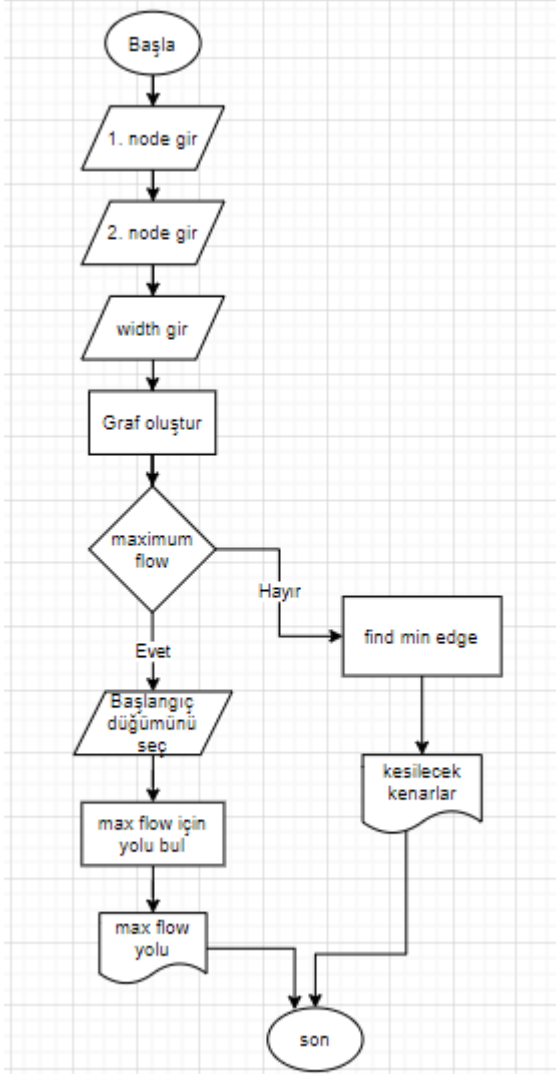 Başla
1. node gir
2. node gir
width gir
Graf oluştur
maximum
flow
Hayır
find min edge
Evet
Başlangıç
düğümünü
seç
kesilecek
kenarlar
max flow için
yolu bul
max flow
yolu
son